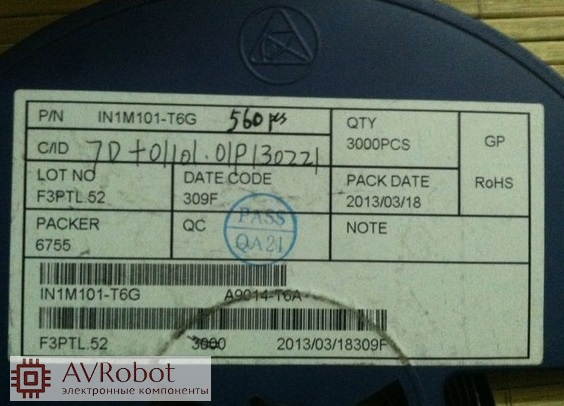 P/N IN1M101-T6G 560 pcs
QTY
3000PCS
GP
RoHS
C/ID 7D+01101.01P130221
LOT NO
F3PTL.52
DATE CODE
309F
PACK DATE
2013/03/18
PACKER
6755
QC
PASS
QA21
NOTE
IN1M101-T6G A9014-T6A
F3PTL.52 3000 2013/03/18309F
AVRobot
электронные компоненты